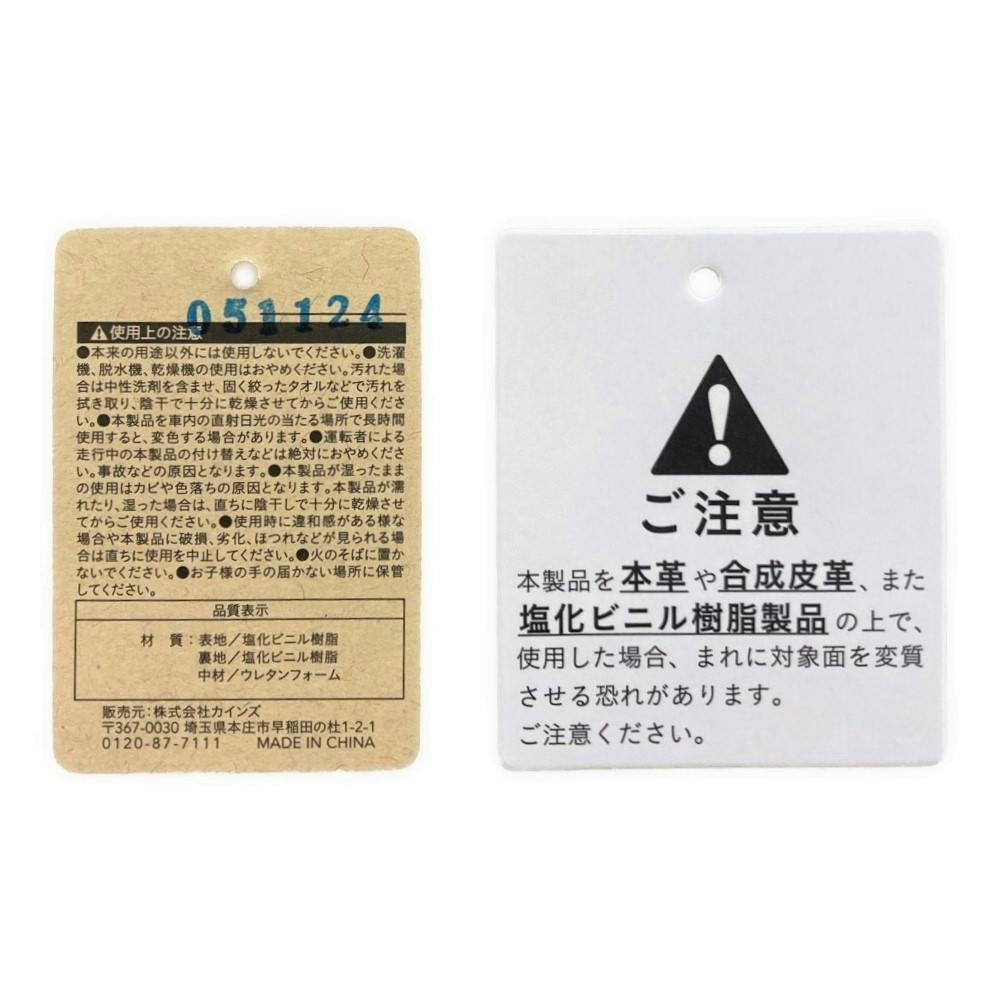 051124
⚠使用上の注意
●本来の用途以外には使用しないでください。●洗濯
機、脱水機、乾燥機の使用はおやめください。汚れた場
合は中性洗剤を含ませ、固く絞ったタオルなどで汚れを
拭き取り、陰干で十分に乾燥させてからご使用くださ
い。●本製品を車内の直射日光の当たる場所で長時間
使用すると、変色する場合があります。●運転者による
走行中の本製品の付け替えなどは絶対におやめくださ
い。事故などの原因となります。●本製品が湿ったまま
の使用はカビや色落ちの原因となります。本製品が濡
れたり、湿った場合は、直ちに陰干しで十分に乾燥させ
てからご使用ください。●使用時に違和感がある様な
場合や本製品に破損、劣化、ほつれなどが見られる場
合は直ちに使用を中止してください。●火のそばに置か
ないでください。●お子様の手の届かない場所に保管
してください。
品質表示
材 質：表地／塩化ビニル樹脂
裏地／塩化ビニル樹脂
中材／ウレタンフォーム
販売元：株式会社カインズ
〒367-0030 埼玉県本庄市早稲田の杜1-2-1
0120-87-7111 MADE IN CHINA
ご注意
本製品を本革や合成皮革、また
塩化ビニル樹脂製品の上で、
使用した場合、まれに対象面を変質
させる恐れがあります。
ご注意ください。